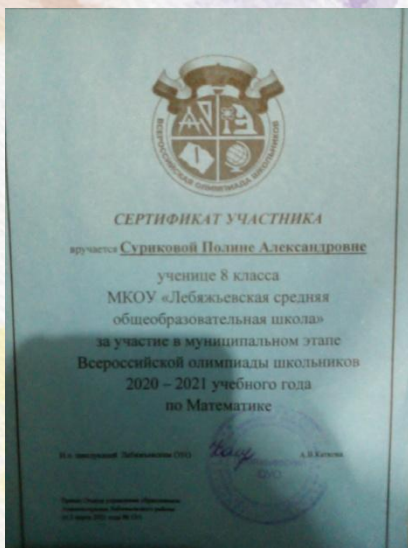 ВСЕРОССИЙСКАЯ ОЛИМПИАДА ШКОЛЬНИКОВ
СЕРТИФИКАТ УЧАСТНИКА
вручается Суриковой Полине Александровне
ученице 8 класса
МКОУ «Лебяжьевская средняя
общеобразовательная школа»
за участие в муниципальном этапе
Всероссийской олимпиады школьников
2020 – 2021 учебного года
по Математике
СУО